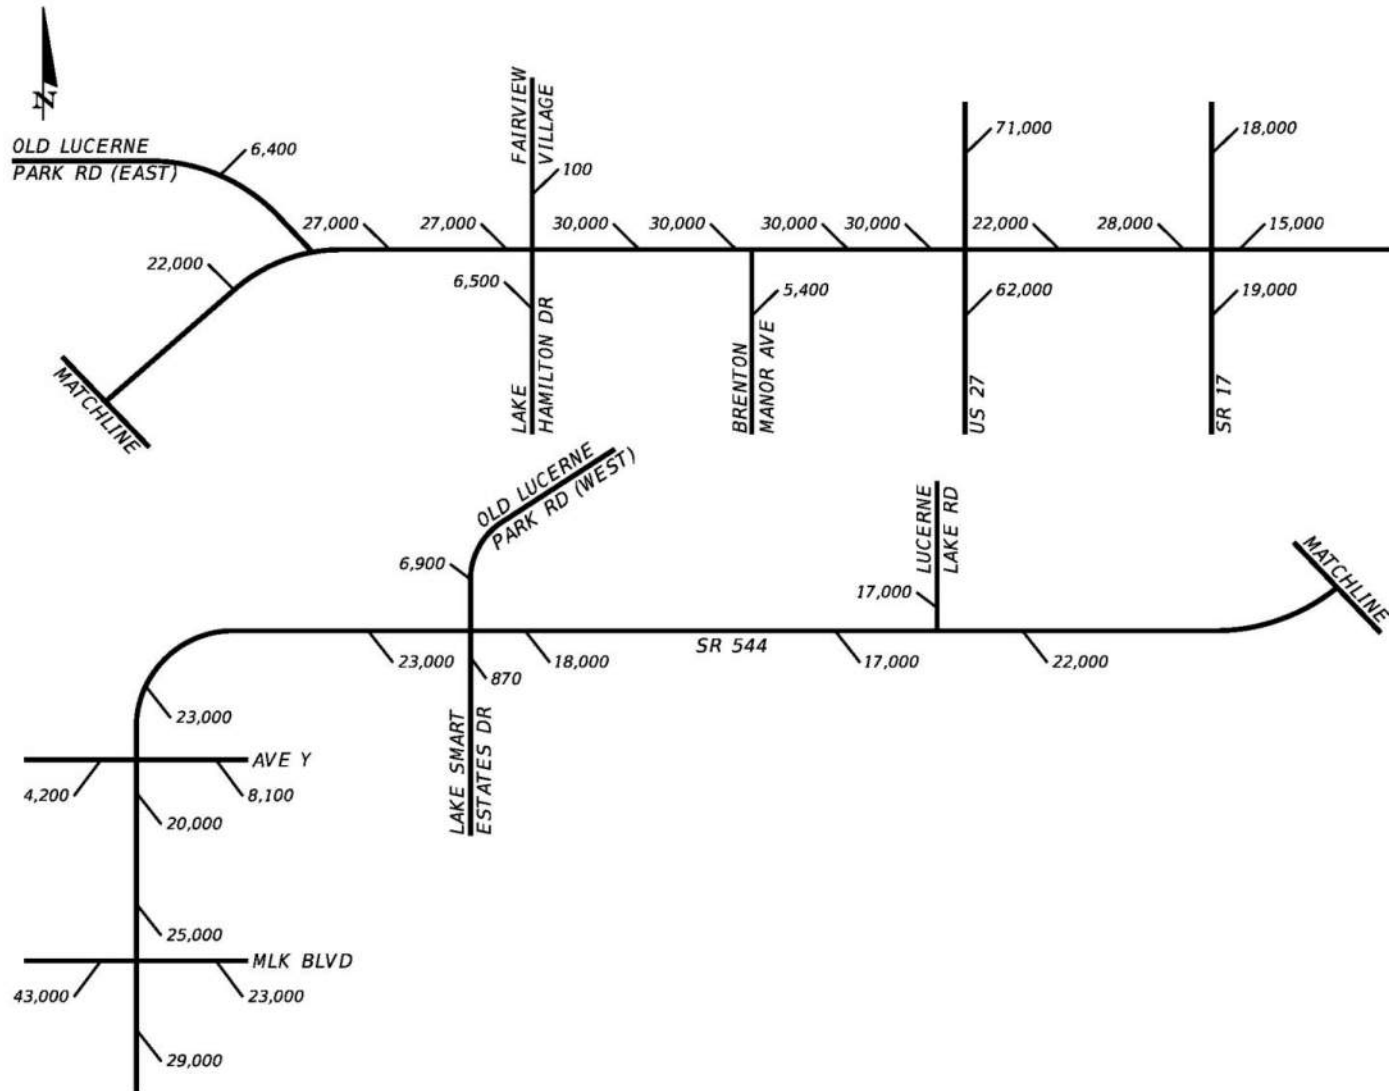 N
OLD LUCERNE
PARK RD (EAST)
6,400
FAIRVIEW
VILLAGE
100
71,000
18,000
27,000
27,000
30,000
30,000
30,000
30,000
22,000
28,000
15,000
22,000
6,500
5,400
62,000
19,000
LAKE
HAMILTON DR
BRENTON
MANOR AVE
US 27
SR 17
MATCHLINE
OLD LUCERNE
PARK RD (WEST)
LUCERNE
LAKE RD
MATCHLINE
6,900
17,000
SR 544
23,000
18,000
17,000
22,000
870
23,000
LAKE SMART
ESTATES DR
AVE Y
4,200
8,100
20,000
25,000
MLK BLVD
43,000
23,000
29,000